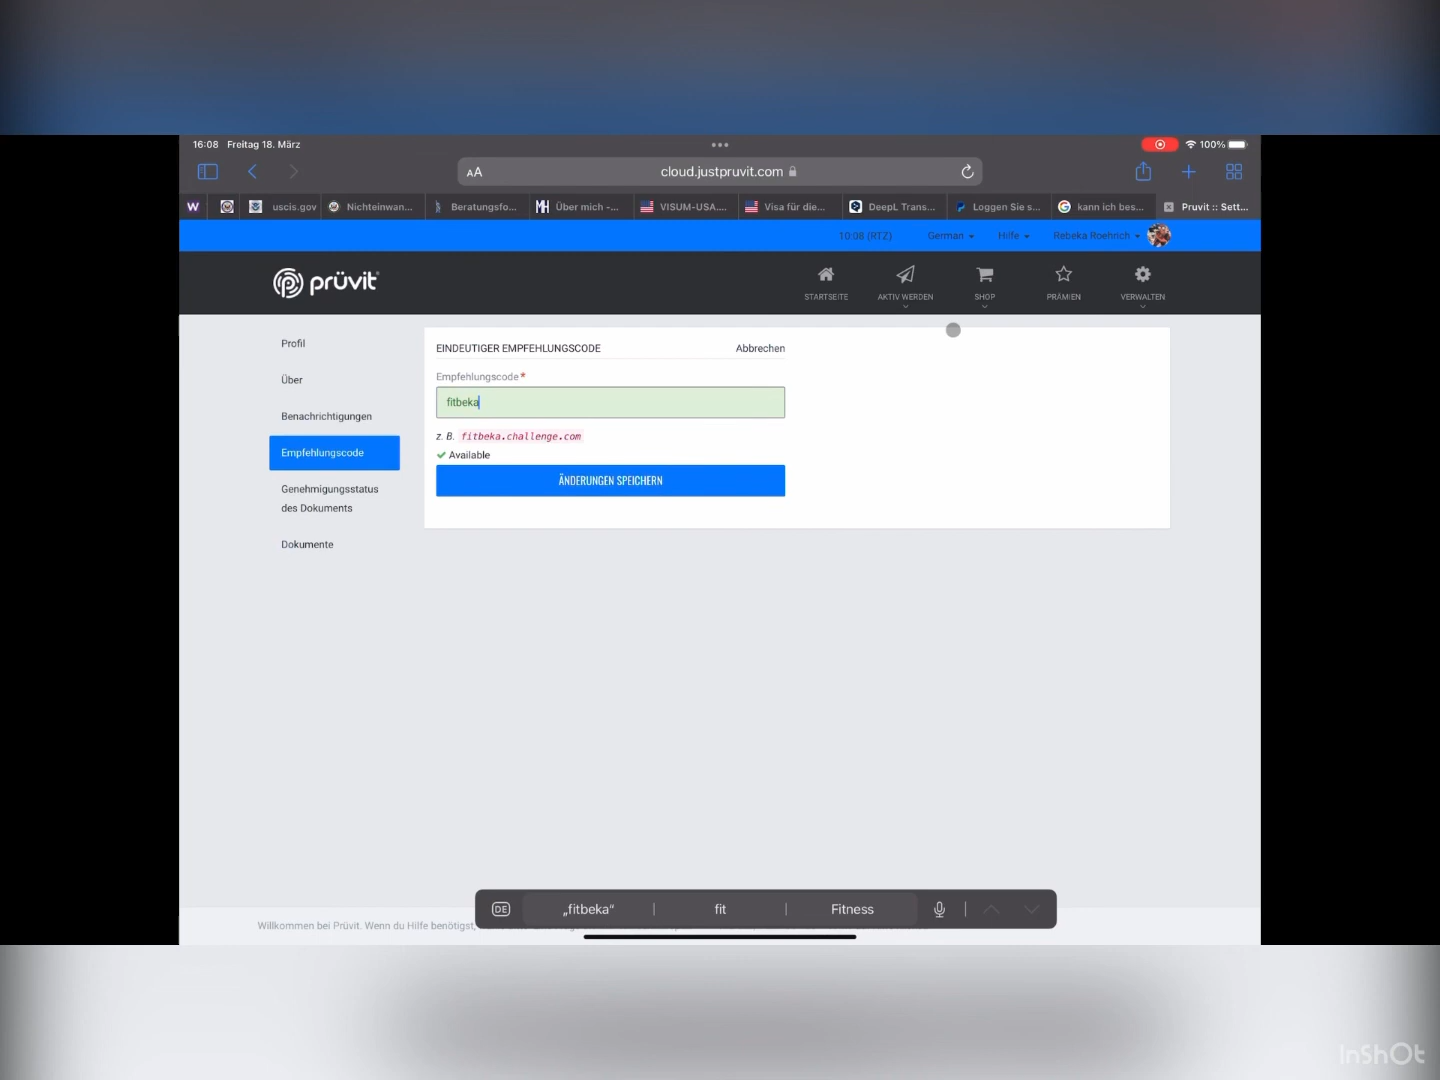 16:08 Freitag 18. März
100%
AA cloud.justpruvit.com
W uscis.gov Nichteinwan... Beratungsfo... MH Über mich -... VISUM-USA.... Visa für die... DeepL Trans... Loggen Sie s... kann ich bes... Pruvit :: Sett...
10:08 (RTZ) German Hilfe Rebeka Roehrich
prüvit
STARTSEITE AKTIV WERDEN SHOP PRÄMIEN VERWALTEN
Profil
Über
Benachrichtigungen
Empfehlungscode
Genehmigungsstatus
des Dokuments
Dokumente
EINDEUTIGER EMPFEHLUNGSCODE Abbrechen
Empfehlungscode*
fitbeka
z. B. fitbeka.challenge.com
Available
ÄNDERUNGEN SPEICHERN
DE „fitbeka“ fit Fitness
Willkommen bei Prüvit. Wenn du Hilfe benötigst,
InShOt